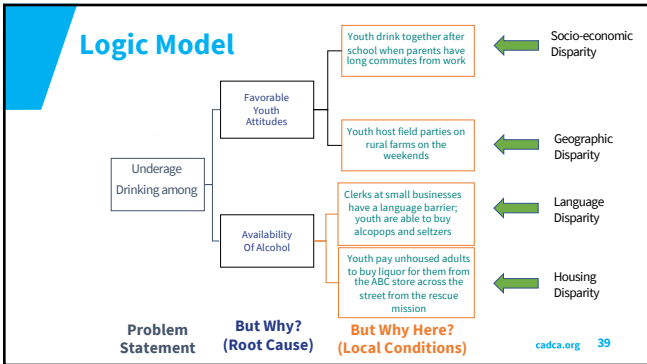 Logic Model
Youth drink together after
school when parents have
long commutes from work
Socio-economic
Disparity
Favorable
Youth
Attitudes
Youth host field parties on
rural farms on the
weekends
Geographic
Disparity
Underage
Drinking among
Clerks at small businesses
have a language barrier;
youth are able to buy
alcopops and seltzers
Language
Disparity
Availability
Of Alcohol
Youth pay unhoused adults
to buy liquor for them from
the ABC store across the
street from the rescue
mission
Housing
Disparity
Problem
Statement
But Why?
(Root Cause)
But Why Here?
(Local Conditions)
cadca.org 39